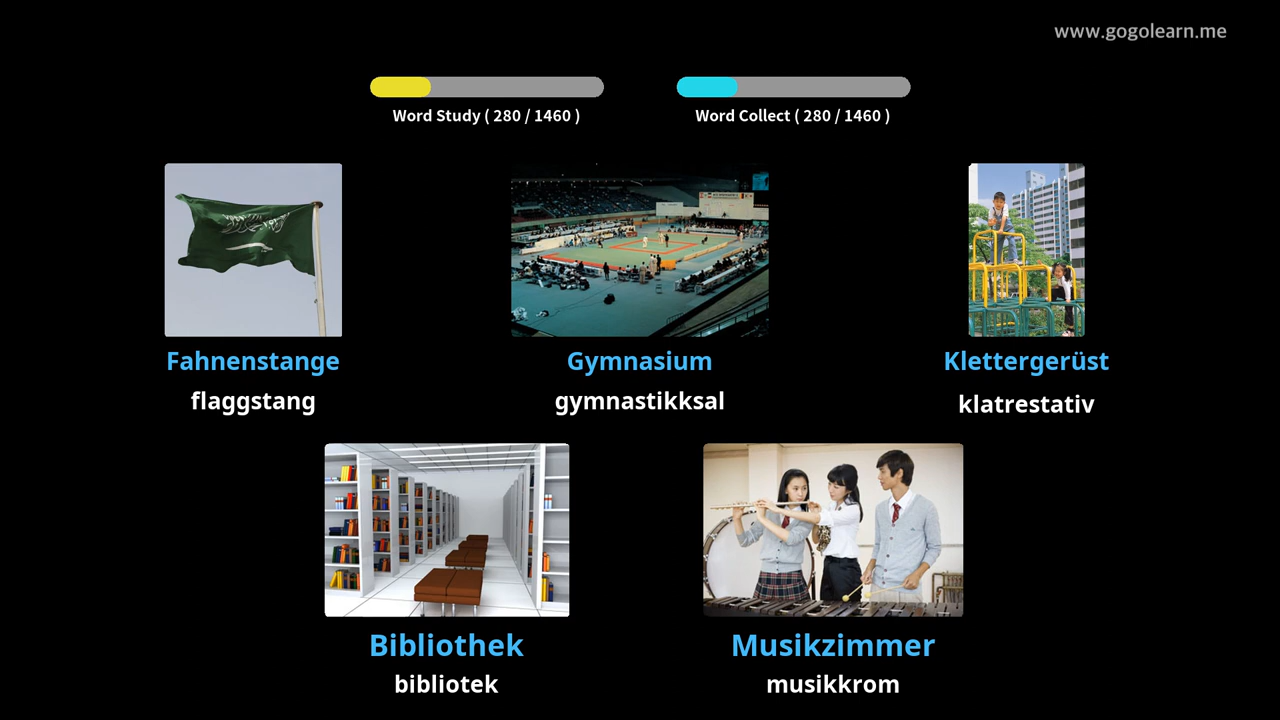 www.gogolearn.me
Word Study ( 280 / 1460 )
Word Collect ( 280 / 1460 )
Fahnenstange
Gymnasium
Klettergerüst
flaggstang
gymnastikksal
klatrestativ
Bibliothek
Musikzimmer
bibliotek
musikkrom